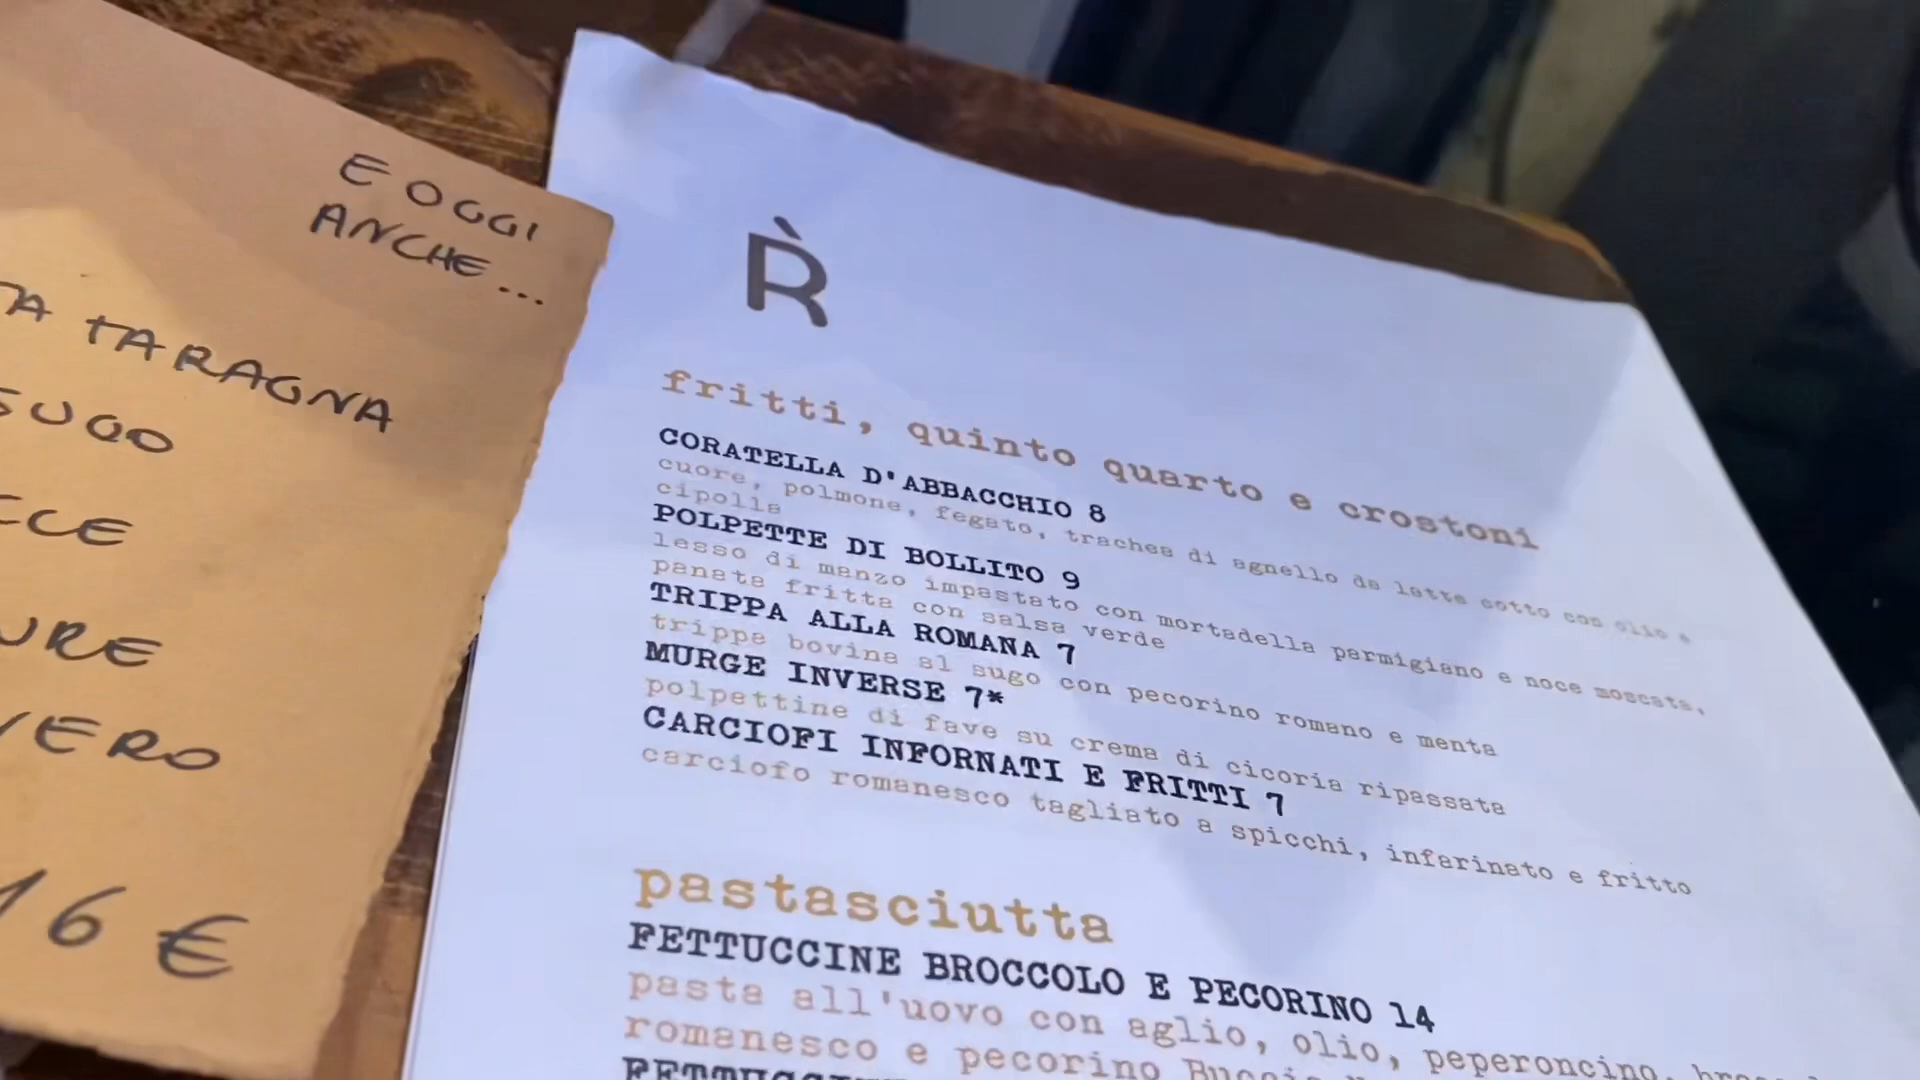 E OGGI
ANCHE...
TARAGNA
SUGO
16 €
R̀
fritti, quinto quarto e crostoni
CORATELLA D'ABBACCHIO 8
cuore, polmone, fegato, trachea di agnello da latte cotto con olio e
cipolla
POLPETTE DI BOLLITO 9
lesso di manzo impastato con mortadella parmigiano e noce moscata,
panata fritta con salsa verde
TRIPPA ALLA ROMANA 7
trippa bovina al sugo con pecorino romano e menta
MURGE INVERSE 7*
polpettine di fave su crema di cicoria ripassata
CARCIOFI INFORNATI E FRITTI 7
carciofo romanesco tagliato a spicchi, infarinato e fritto
pastasciutta
FETTUCCINE BROCCOLO E PECORINO 14
pasta all'uovo con aglio, olio, peperoncino,
romanesco e pecorino